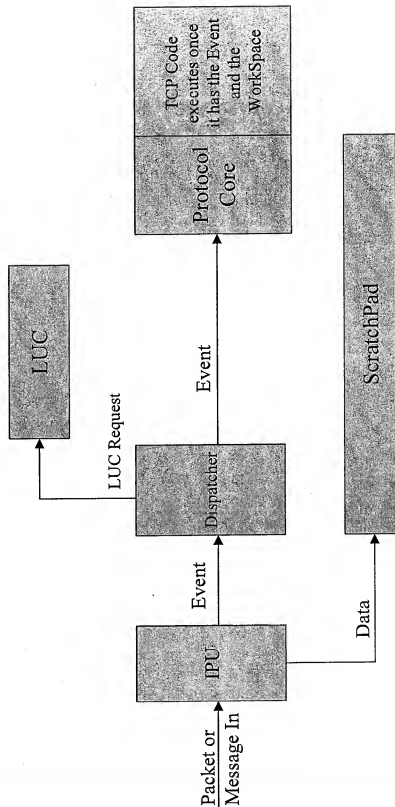 Packet or
Message In
IPU
Data
Event
Dispatcher
LUC Request
LUC
Event
Protocol
Core
TCP Code
executes once
it has the Event
and the
WorkSpace
ScratchPad